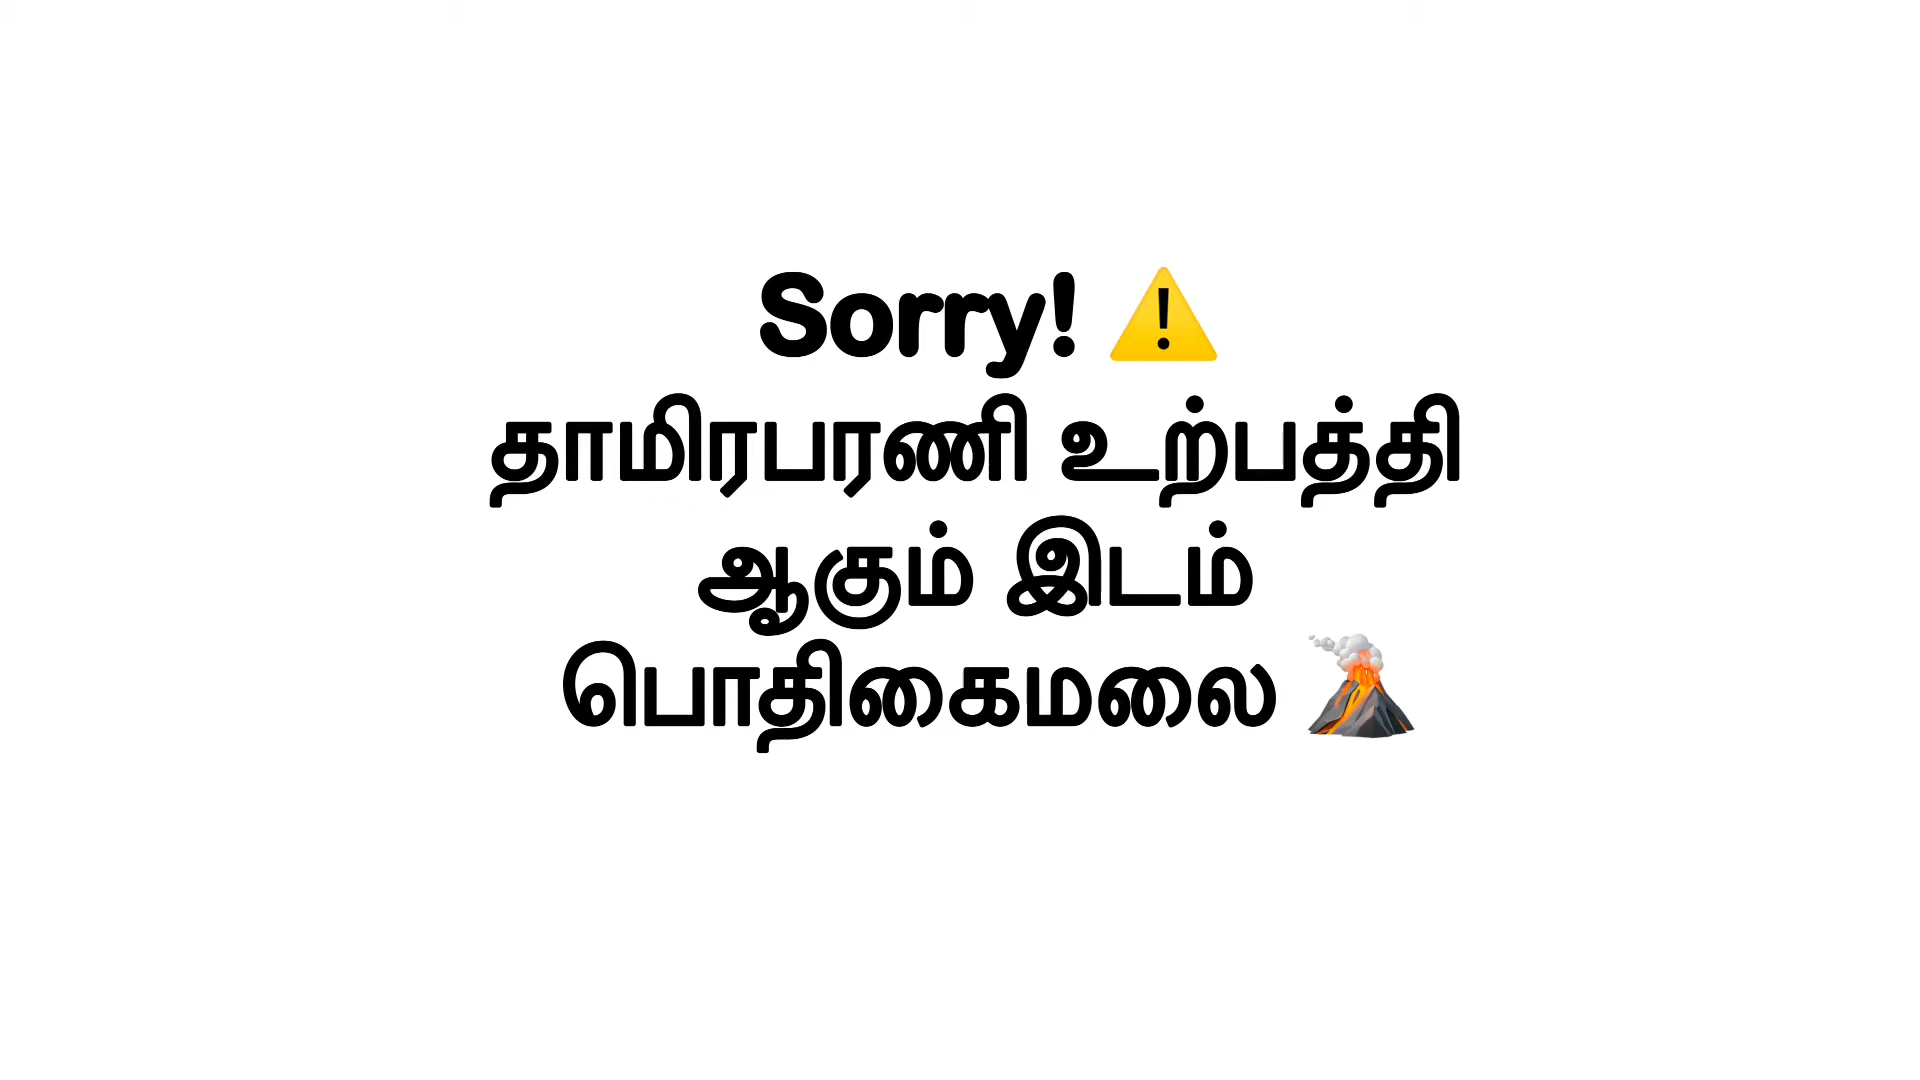 Sorry! ⚠️
தாமிரபரணி உற்பத்தி
ஆகும் இடம்
பொதிகைமலை 🌋